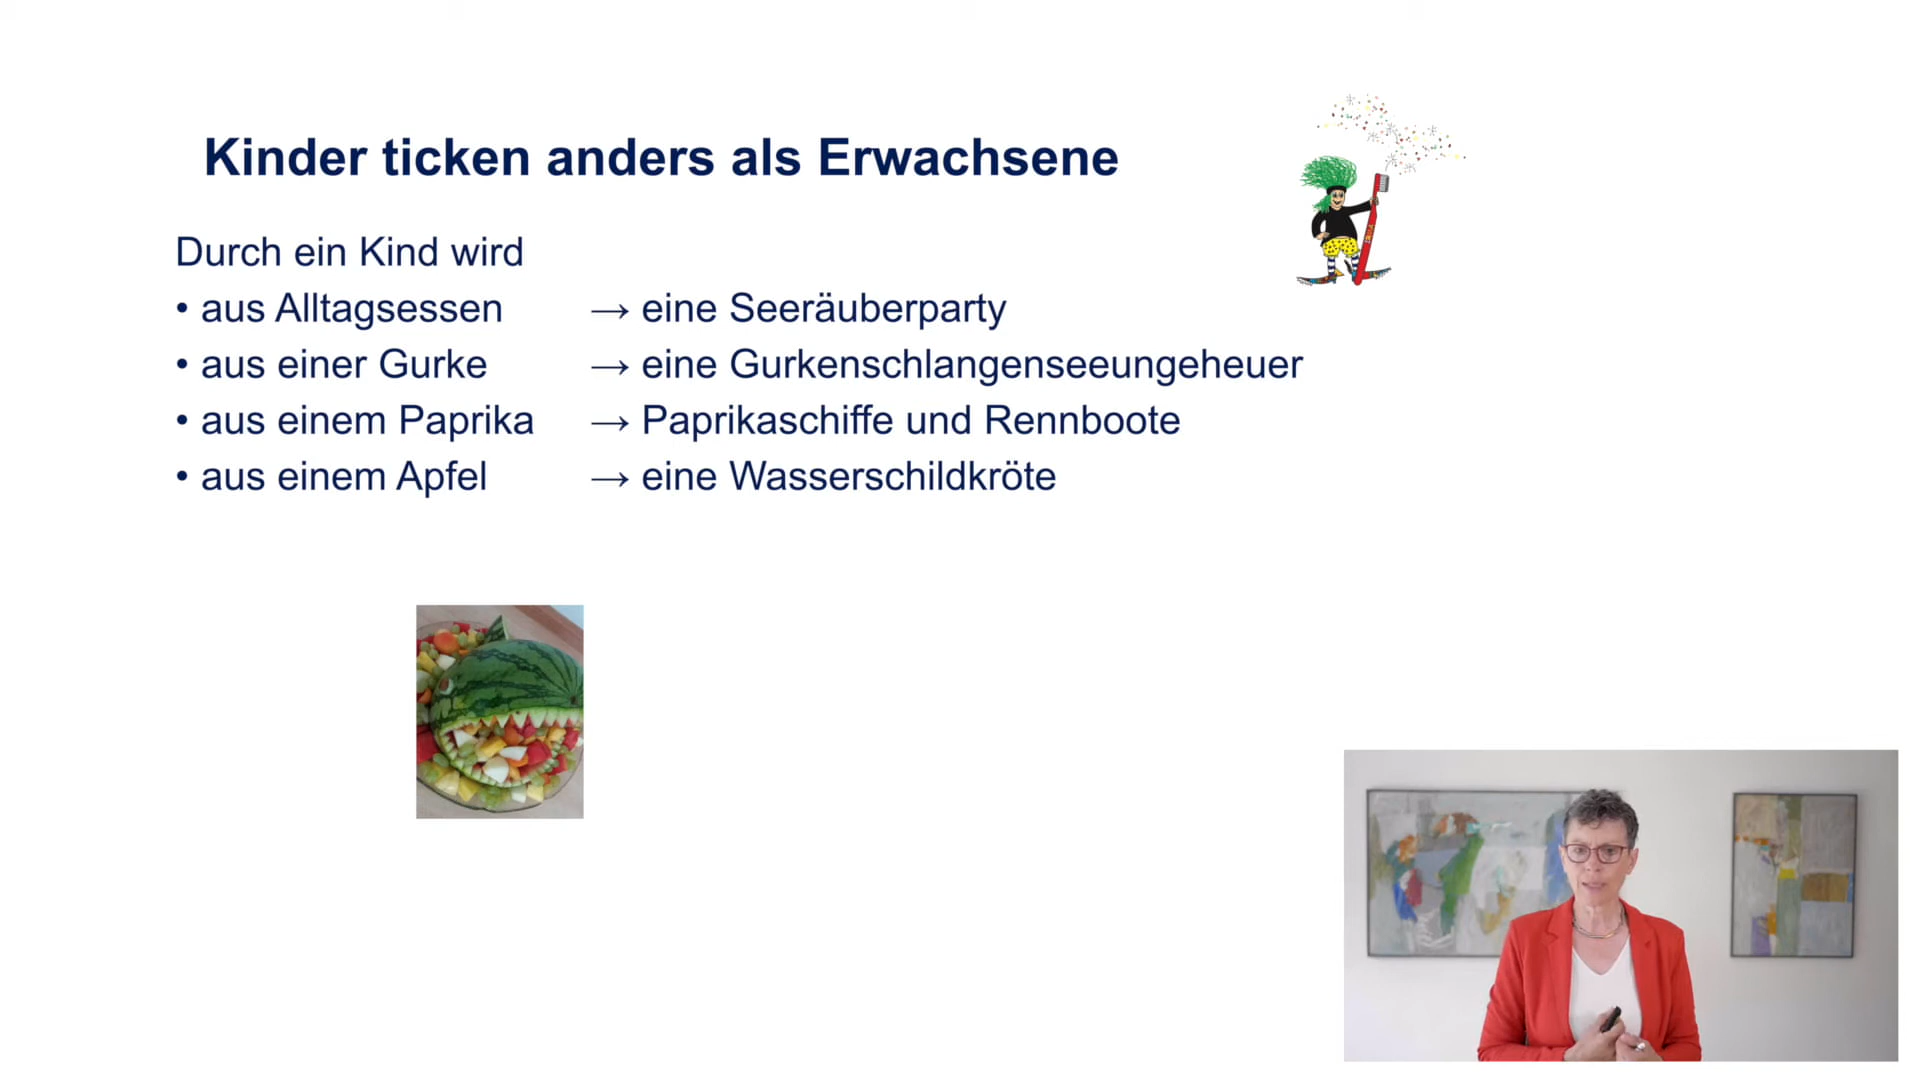 Kinder ticken anders als Erwachsene
Durch ein Kind wird
• aus Alltagsessen → eine Seeräuberparty
• aus einer Gurke → eine Gurkenschlangenseeungeheuer
• aus einem Paprika → Paprikaschiffe und Rennboote
• aus einem Apfel → eine Wasserschildkröte